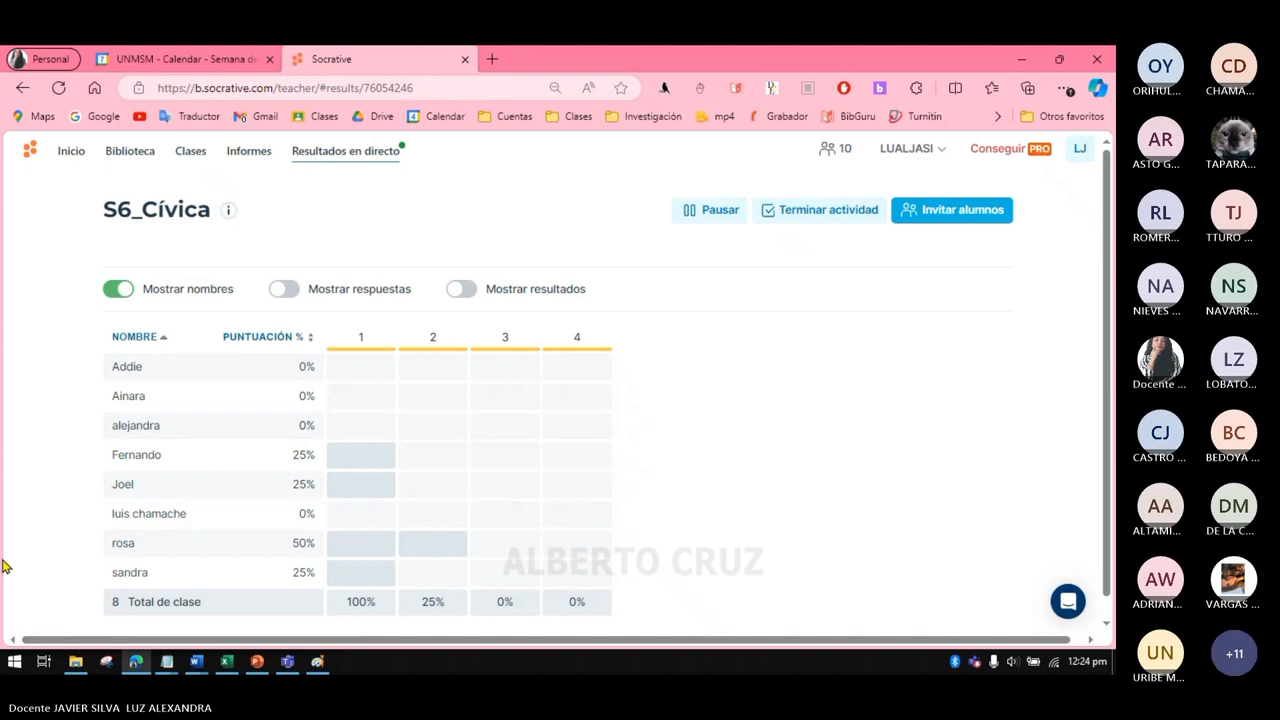 Personal
UNMSM - Calendar - Semana de
Socrative
https://b.socrative.com/teacher/#results/76054246
Maps
Google
Traductor
Gmail
Clases
Drive
Calendar
Cuentas
Clases
Investigación
mp4
Grabador
BibGuru
Turnitin
Otros favoritos
Inicio
Biblioteca
Clases
Informes
Resultados en directo
10
LUALJASI
Conseguir PRO
LJ
S6_Cívica
Pausar
Terminar actividad
Invitar alumnos
Mostrar nombres
Mostrar respuestas
Mostrar resultados
NOMBRE PUNTUACIÓN % 1 2 3 4
Addie 0%
Ainara 0%
alejandra 0%
Fernando 25%
Joel 25%
luis chamache 0%
rosa 50%
sandra 25%
8 Total de clase 100% 25% 0% 0%
ALBERTO CRUZ
12:24 pm
OY CD
ORIHUL... CHAMA...
AR
ASTO G... TAPARA...
RL TJ
ROMER... TTURO ...
NA NS
NIEVES ... NAVARR...
LZ
Docente ... LOBATO...
CJ BC
CASTRO ... BEDOYA ...
AA DM
ALTAMI... DE LA C...
AW
ADRIAN... VARGAS ...
UN +11
URIBE M...
Docente JAVIER SILVA LUZ ALEXANDRA